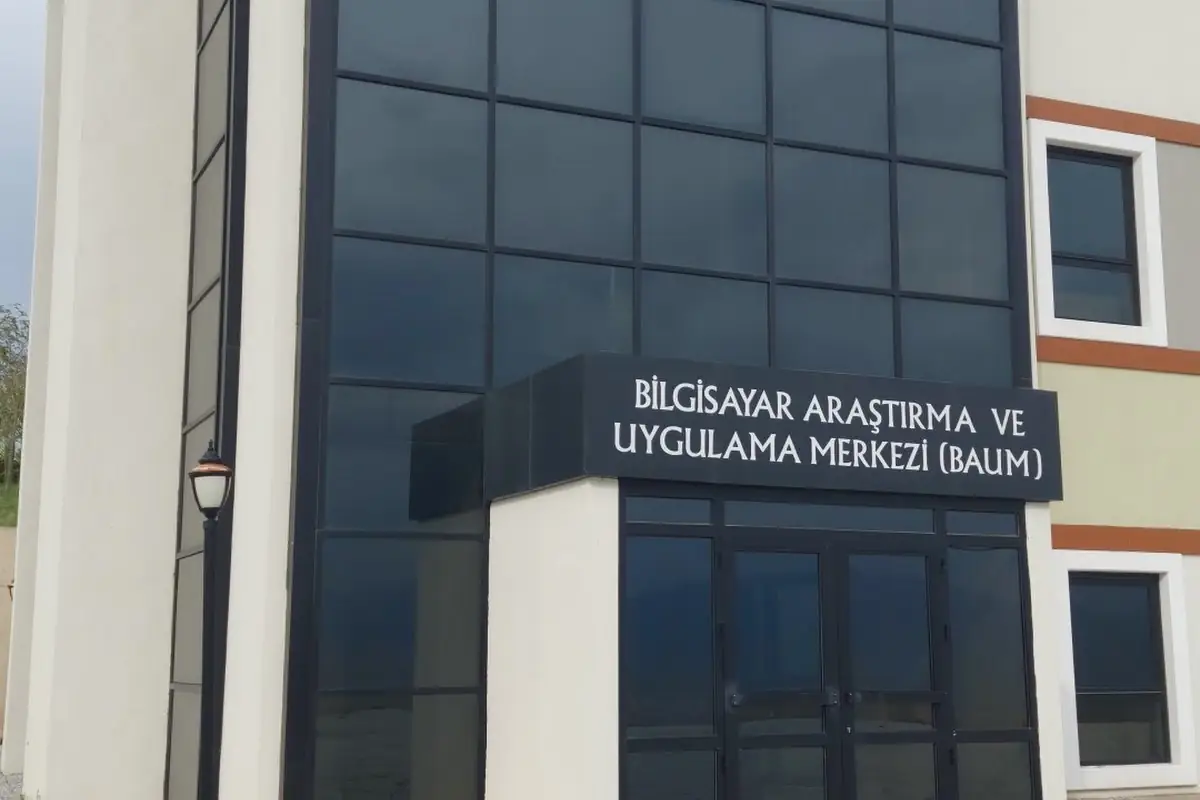 BİLGİSAYAR ARAŞTIRMA VE
UYGULAMA MERKEZİ (BAUM)